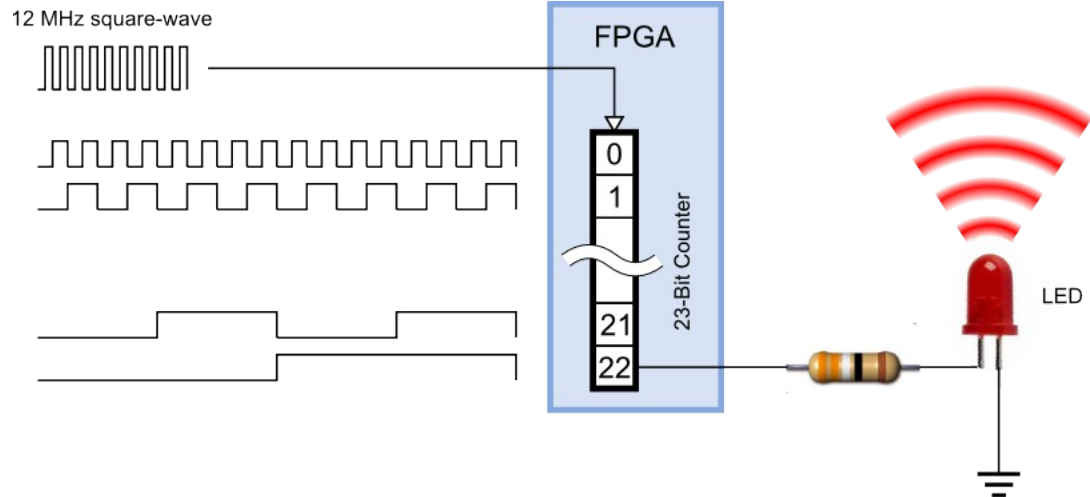 12 MHz square-wave
FPGA
0
1
23-Bit Counter
21
22
LED